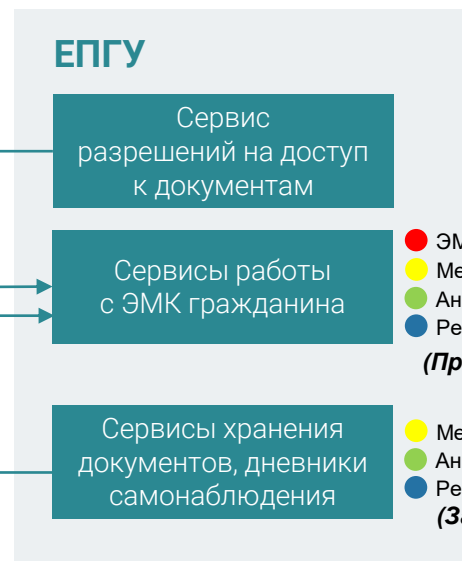 ЕПГУ
Сервис
разрешений на доступ
к документам
Сервисы работы
с ЭМК гражданина
Сервисы хранения
документов, дневники
самонаблюдения